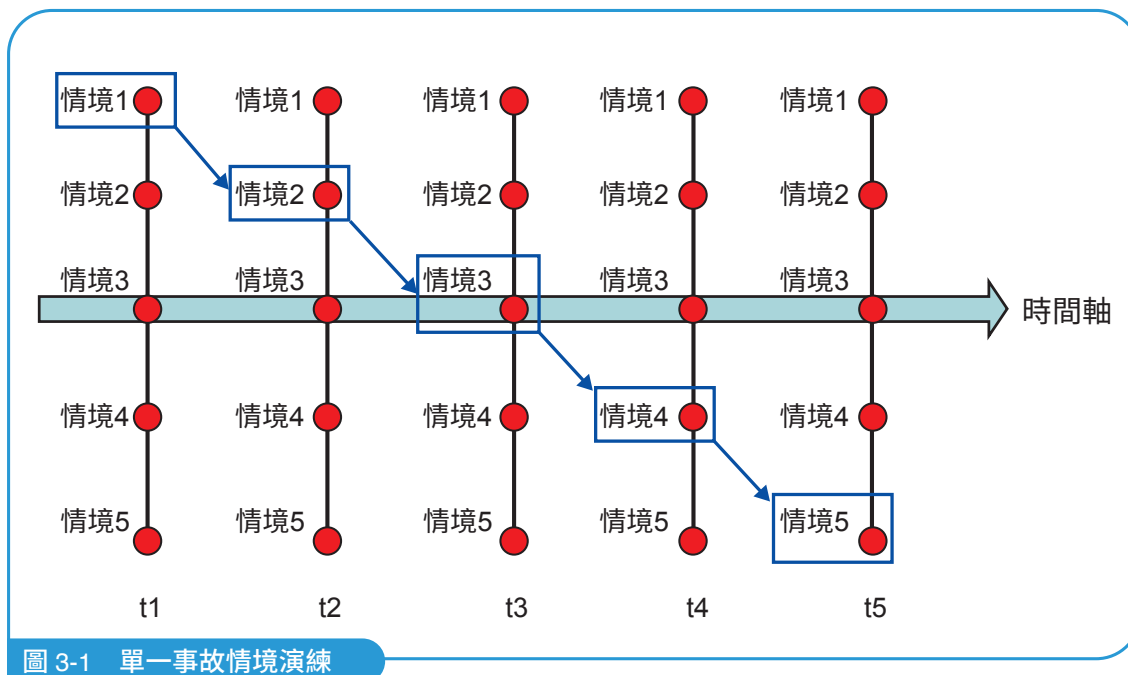 情境1 情境1 情境1 情境1 情境1
情境2 情境2 情境2 情境2 情境2
情境3 情境3 情境3 情境3 情境3
時間軸
情境4 情境4 情境4 情境4 情境4
情境5 情境5 情境5 情境5 情境5
t1 t2 t3 t4 t5
圖 3-1 單一事故情境演練